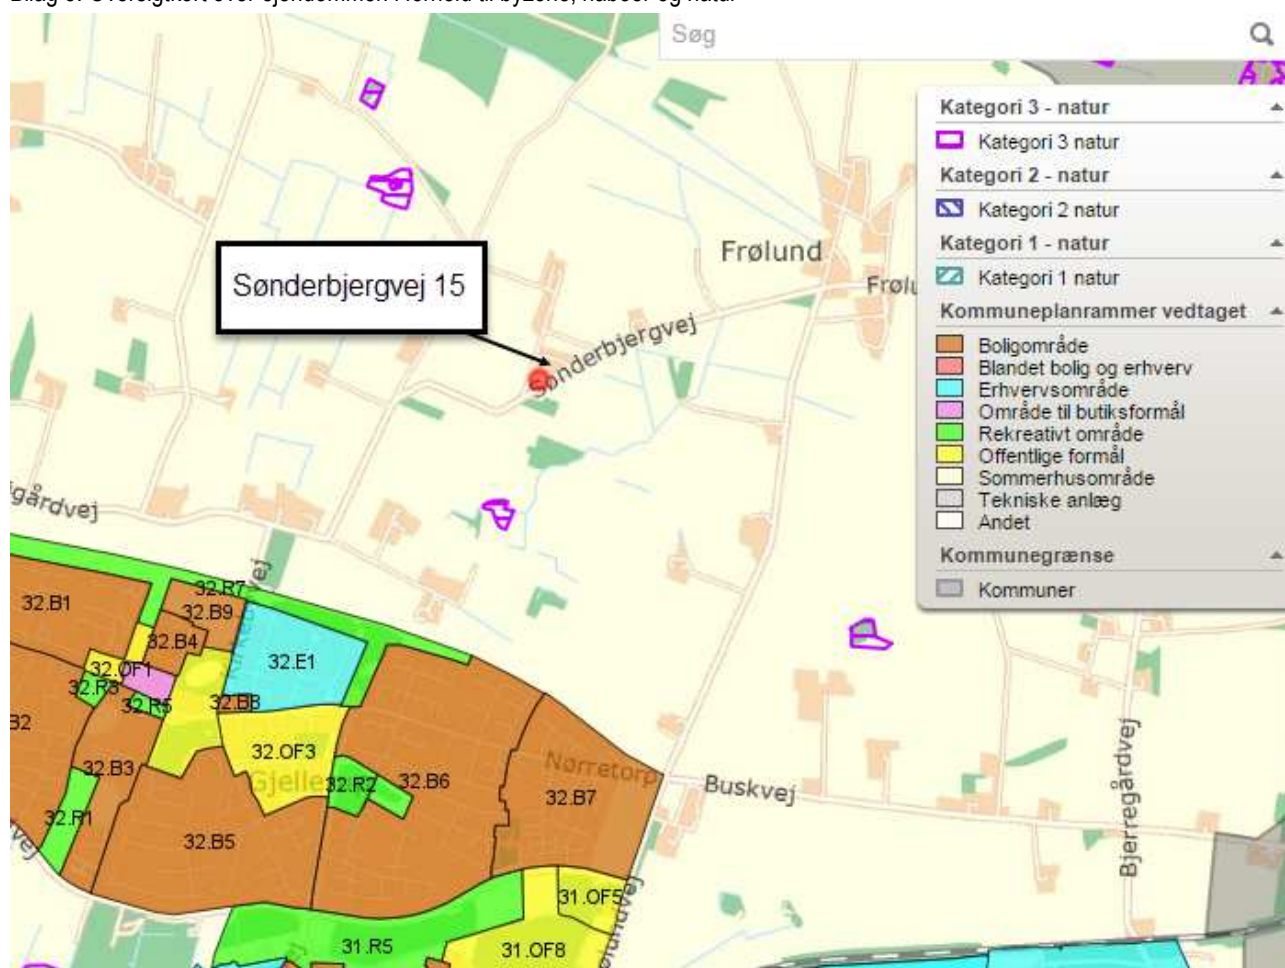 Søg
Kategori 3 - natur
Kategori 3 natur
Kategori 2 - natur
Kategori 2 natur
Kategori 1 - natur
Kategori 1 natur
Kommuneplanrammer vedtaget
Boligområde
Blandet bolig og erhverv
Erhvervsområde
Område til butiksformål
Rekreativt område
Offentlige formål
Sommerhusområde
Tekniske anlæg
Andet
Kommunegrænse
Kommuner
Frølund
Frølu
Sønderbjergvej 15
Sønderbjergvej
gårdvej
32.B1
32.R7
32.B9
32.B4
32.E1
32.OF1
32.R3
32.R5
32.B8
B2
32.OF3
32.B3
Gjelle
32.R2
32.B6
Nørretorp
32.B7
Buskvej
Bjerregårdvej
32.R1
32.B5
31.OF5
31.R5
31.OF8